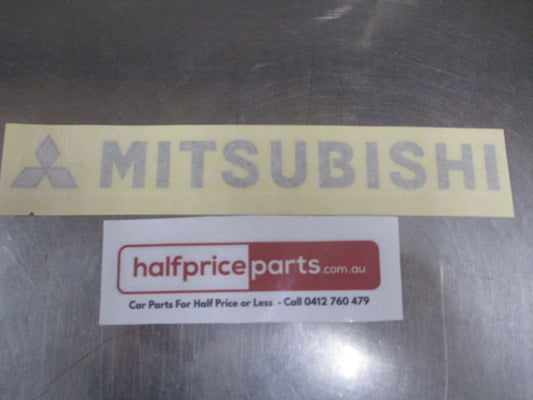 MITSUBISHI
halfpriceparts.com.au
Car Parts For Half Price or Less - Call 0412 760 479